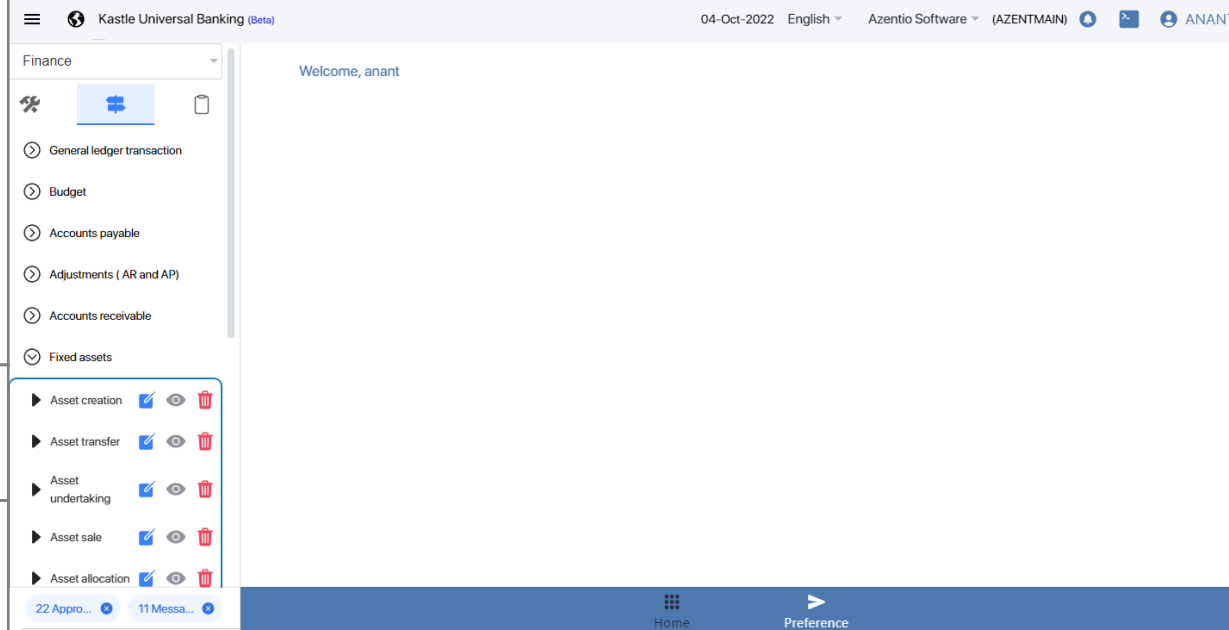 Kastle Universal Banking (Beta)
04-Oct-2022 English Azentio Software (AZENTMAIN) ANANT
Finance
Welcome, anant
General ledger transaction
Budget
Accounts payable
Adjustments ( AR and AP)
Accounts receivable
Fixed assets
Asset creation
Asset transfer
Asset
undertaking
Asset sale
Asset allocation
22 Appro... 11 Messa...
Home Preference